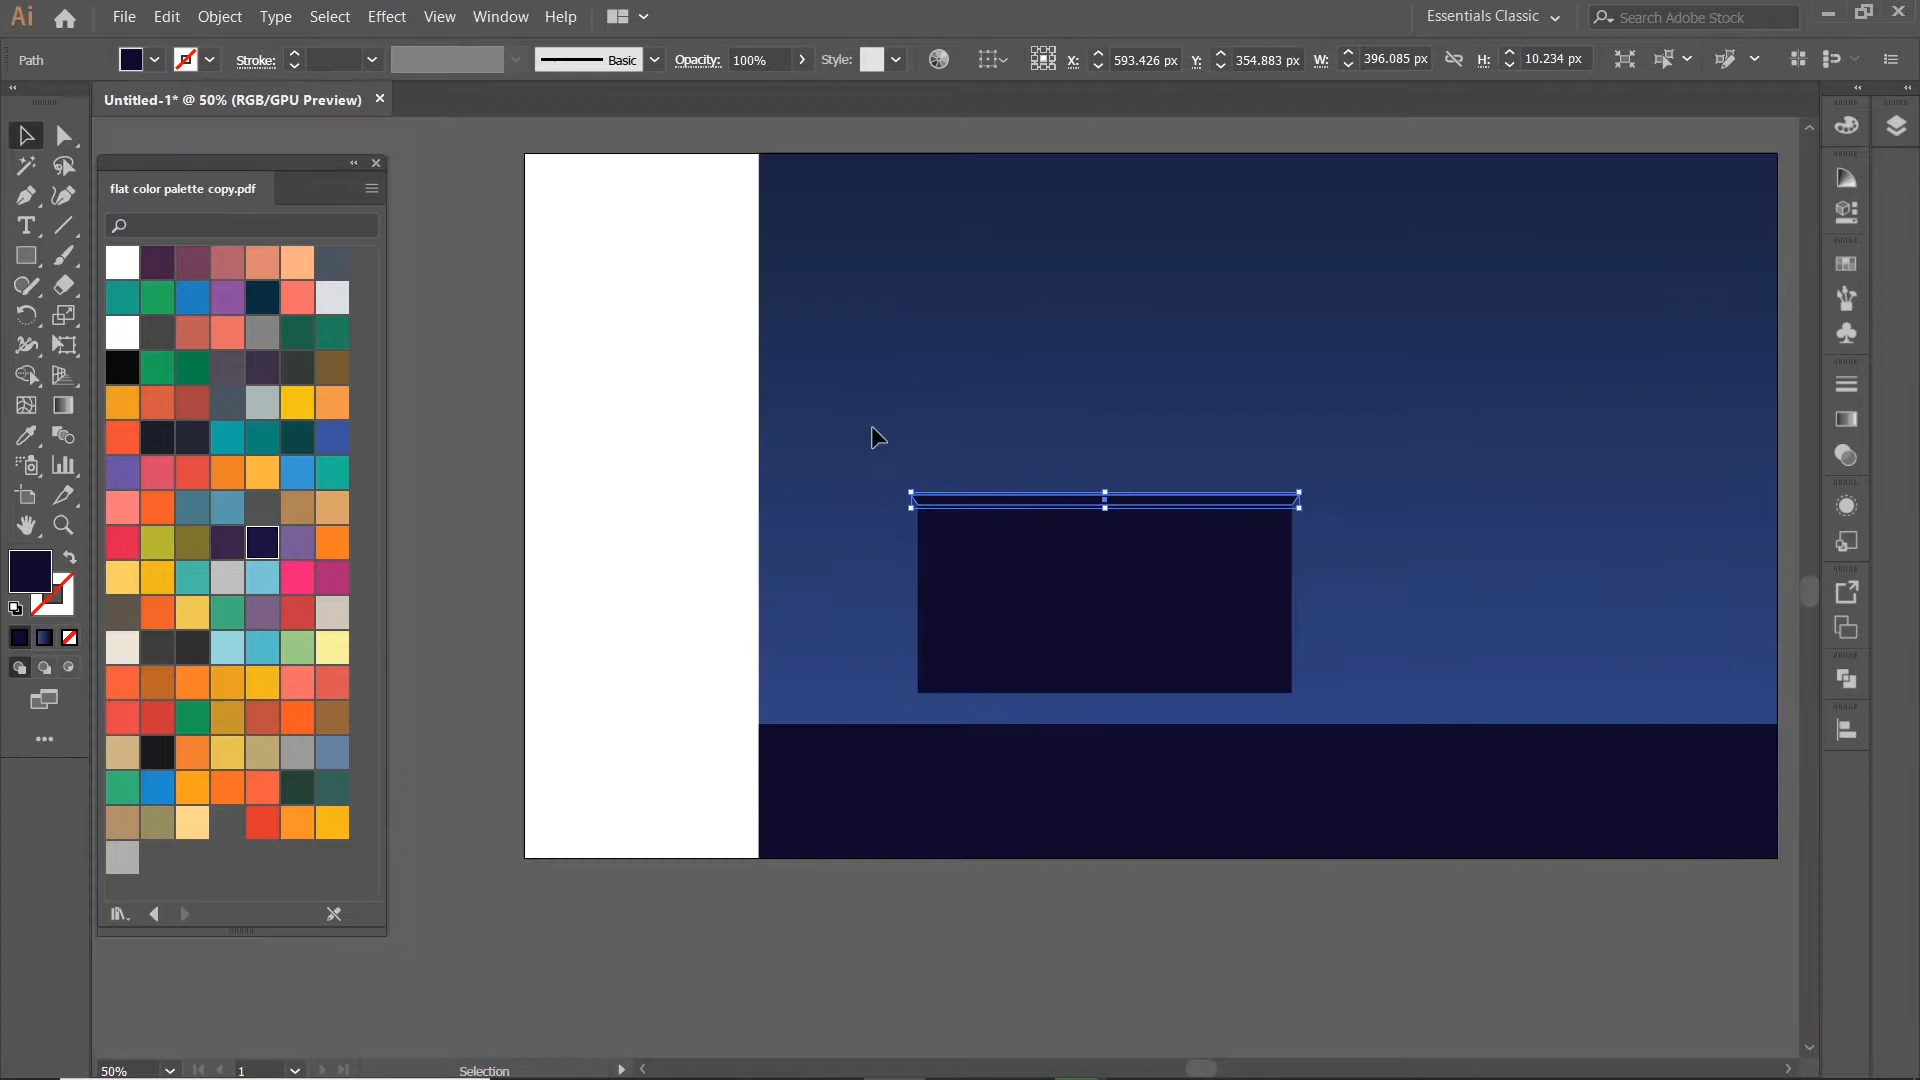 Ai File Edit Object Type Select Effect View Window Help Essentials Classic Search Adobe Stock
Path Stroke: Basic Opacity: 100% Style: X: 593.426 px Y: 354.883 px W: 396.085 px H: 10.234 px
Untitled-1* @ 50% (RGB/GPU Preview)
flat color palette copy.pdf
50% 1 Selection